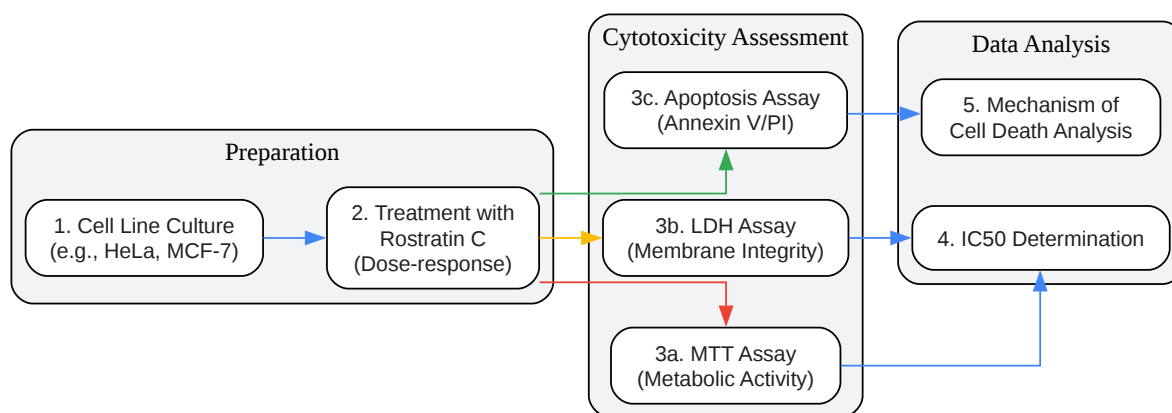 Preparation
1. Cell Line Culture
(e.g., HeLa, MCF-7)
2. Treatment with
Rostratin C
(Dose-response)
Cytotoxicity Assessment
3c. Apoptosis Assay
(Annexin V/PI)
3b. LDH Assay
(Membrane Integrity)
3a. MTT Assay
(Metabolic Activity)
Data Analysis
5. Mechanism of
Cell Death Analysis
4. IC50 Determination